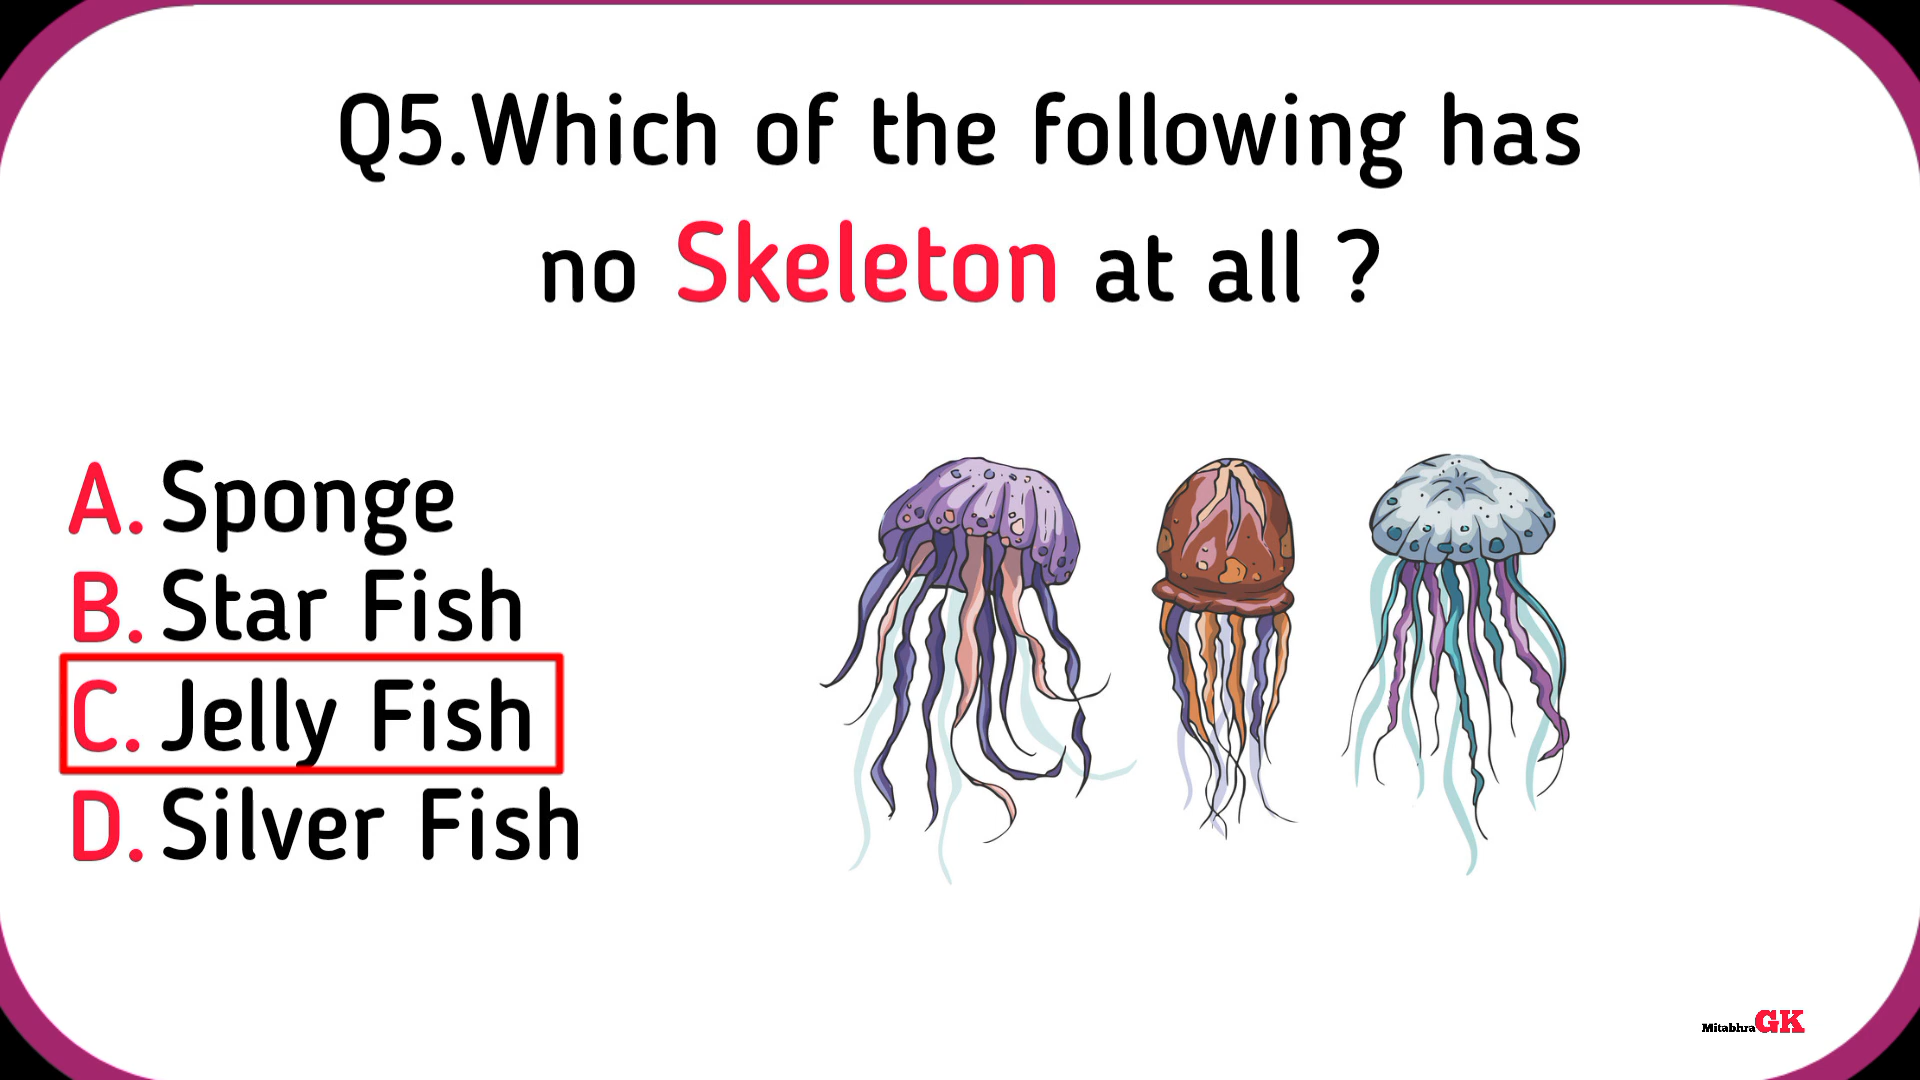 Q5.Which of the following has
no Skeleton at all ?
A. Sponge
B. Star Fish
C. Jelly Fish
D. Silver Fish
MitabhraGK